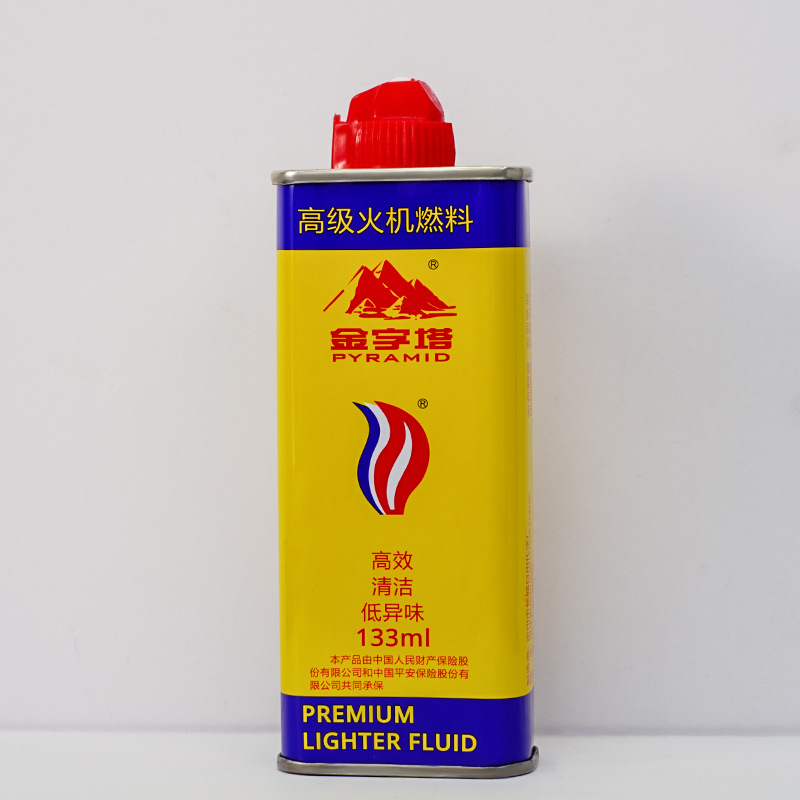 高级火机燃料
®
金字塔
PYRAMID
®
高效
清洁
低异味
133ml
本产品由中国人民财产保险股
份有限公司和中国平安保险股份有
限公司共同承保
PREMIUM
LIGHTER FLUID